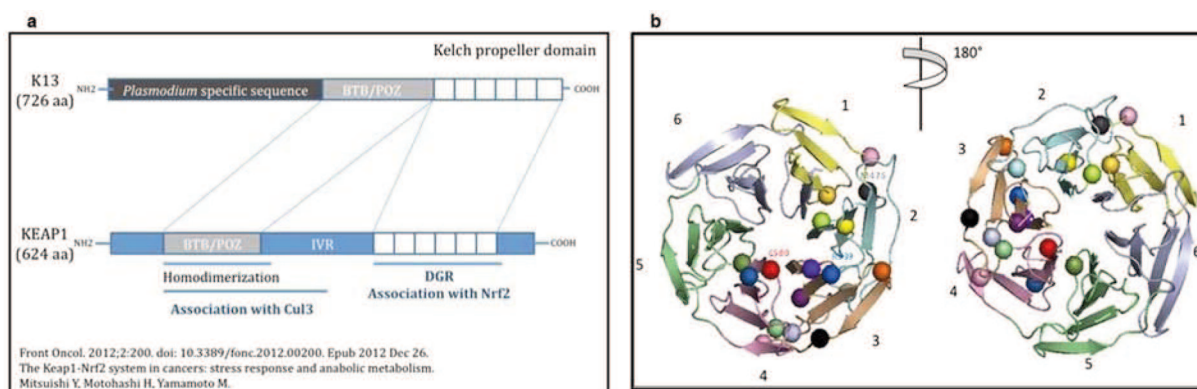 a
Kelch propeller domain
K13
(726 aa)
NH2
Plasmodium specific sequence
BTB/POZ
COOH
KEAP1
(624 aa)
NH2
BTB/POZ
IVR
COOH
Homodimerization
DGR
Association with Nrf2
Association with Cul3
Front Oncol. 2012;2:200. doi: 10.3389/fonc.2012.00200. Epub 2012 Dec 26.
The Keap1-Nrf2 system in cancers: stress response and anabolic metabolism.
Mitsuishi Y, Motohashi H, Yamamoto M.
b
180°
1
2
3
4
5
6
2
1
3
4
5
6